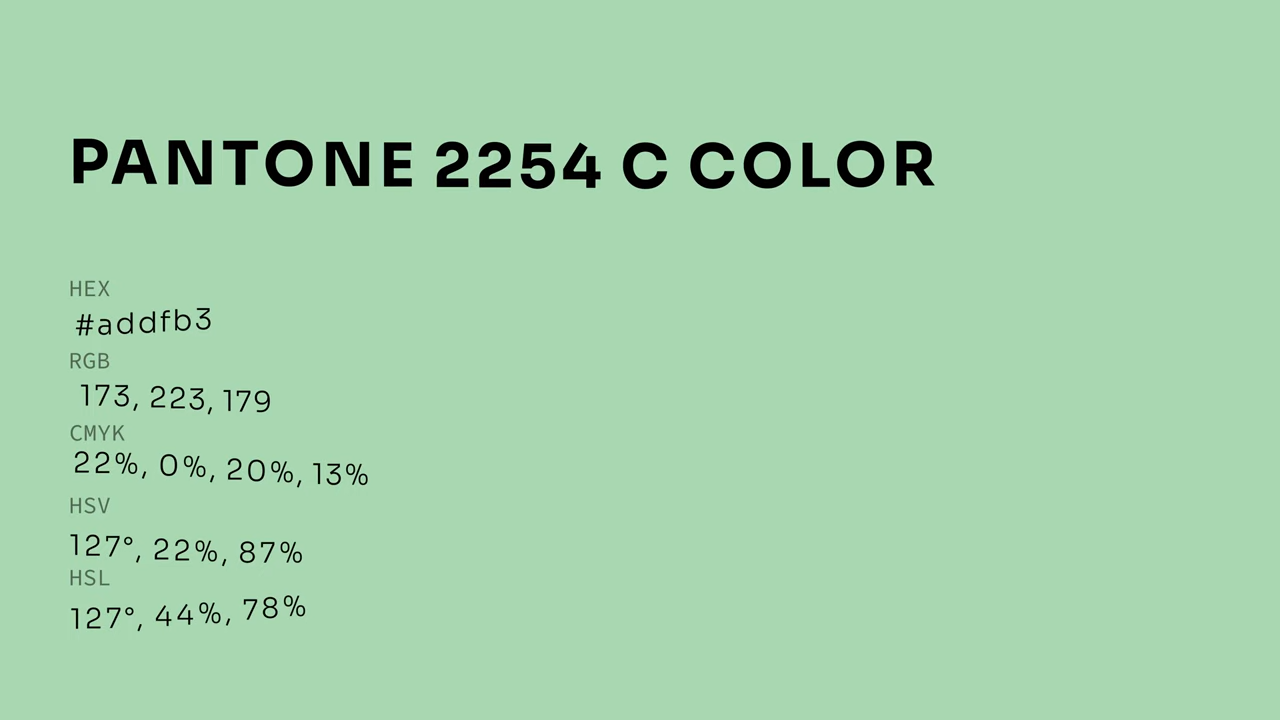 PANTONE 2254 C COLOR
HEX
#addfb3
RGB
173, 223, 179
CMYK
22%, 0%, 20%, 13%
HSV
127°, 22%, 87%
HSL
127°, 44%, 78%